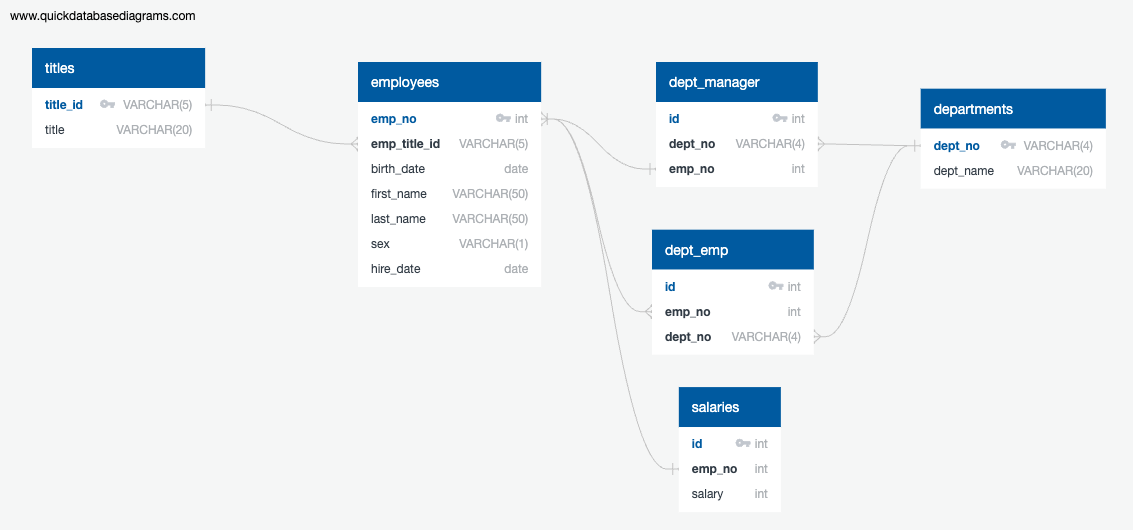 www.quickdatabasediagrams.com
titles
title_id VARCHAR(5)
title VARCHAR(20)
employees
emp_no int
emp_title_id VARCHAR(5)
birth_date date
first_name VARCHAR(50)
last_name VARCHAR(50)
sex VARCHAR(1)
hire_date date
dept_manager
id int
dept_no VARCHAR(4)
emp_no int
departments
dept_no VARCHAR(4)
dept_name VARCHAR(20)
dept_emp
id int
emp_no int
dept_no VARCHAR(4)
salaries
id int
emp_no int
salary int